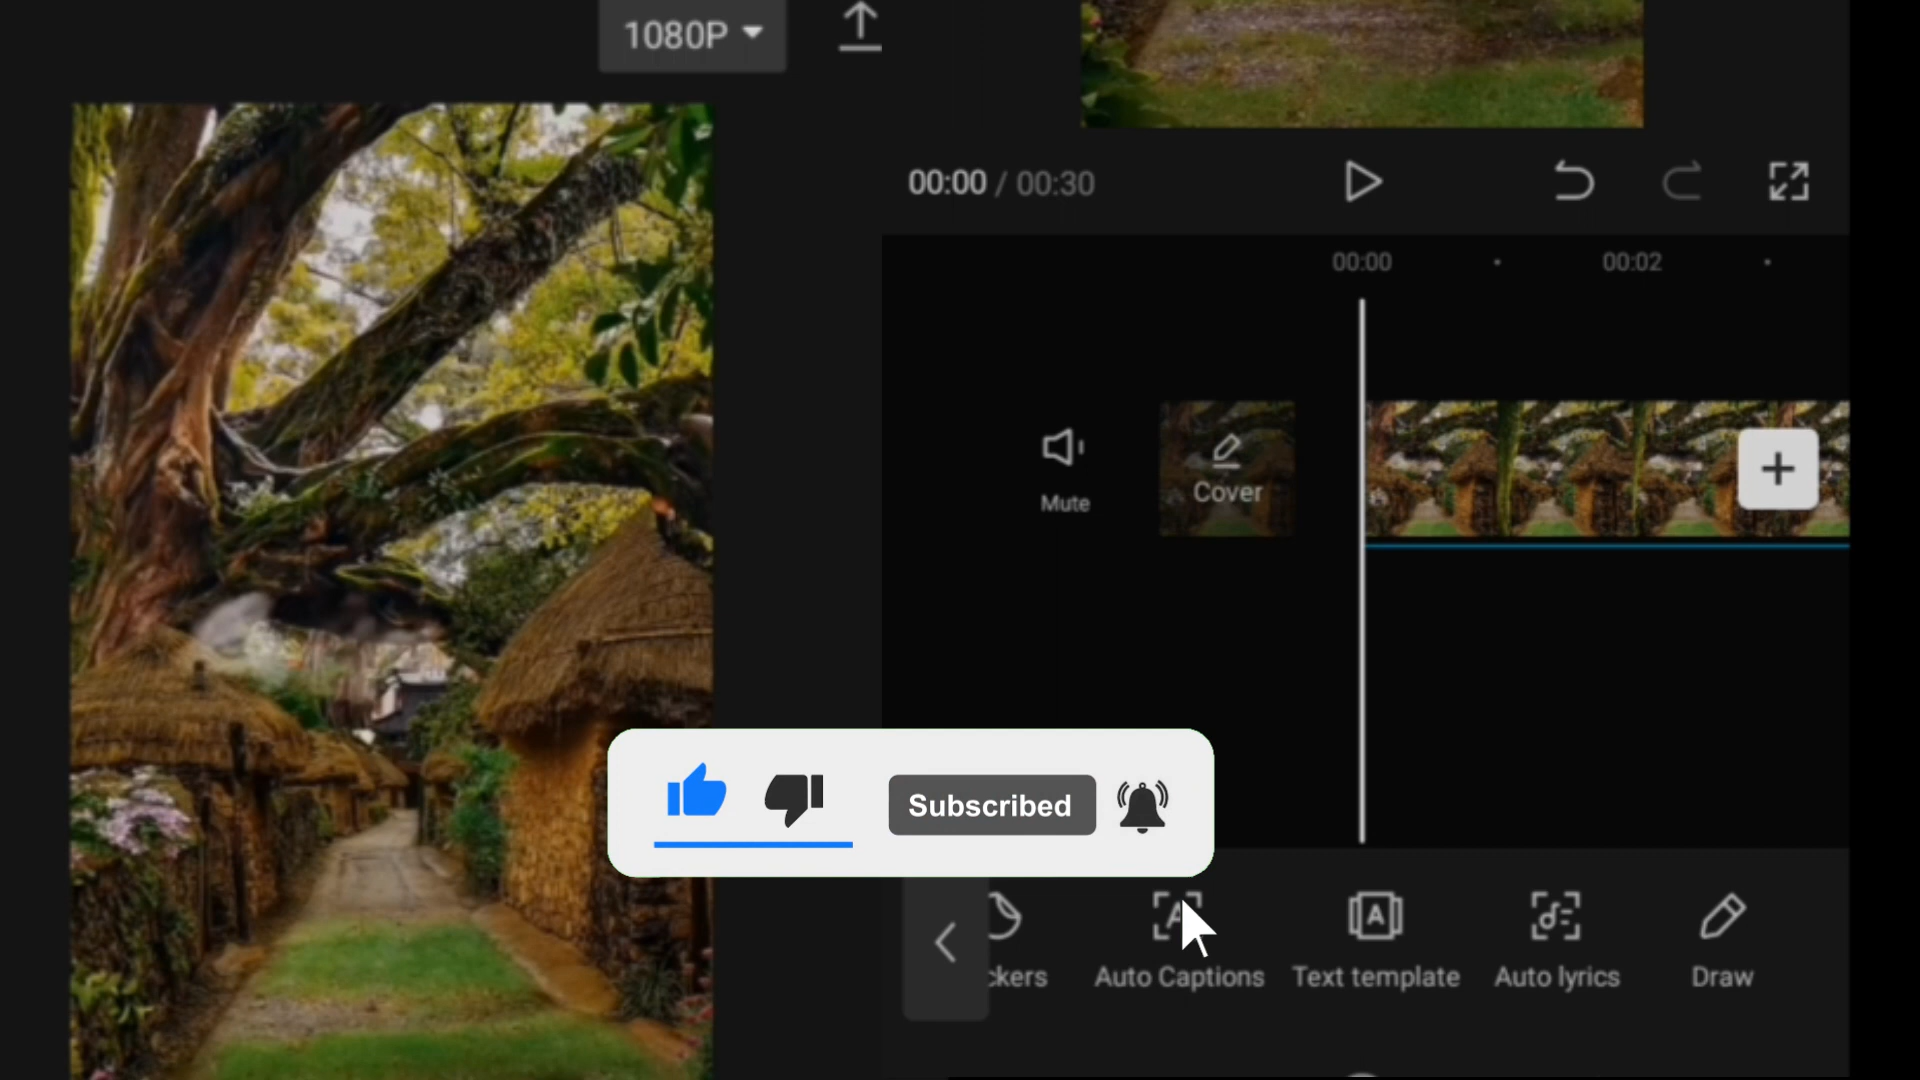 1080P
00:00 / 00:30
00:00
00:02
Mute
Cover
Subscribed
ckers
Auto Captions
Text template
Auto lyrics
Draw